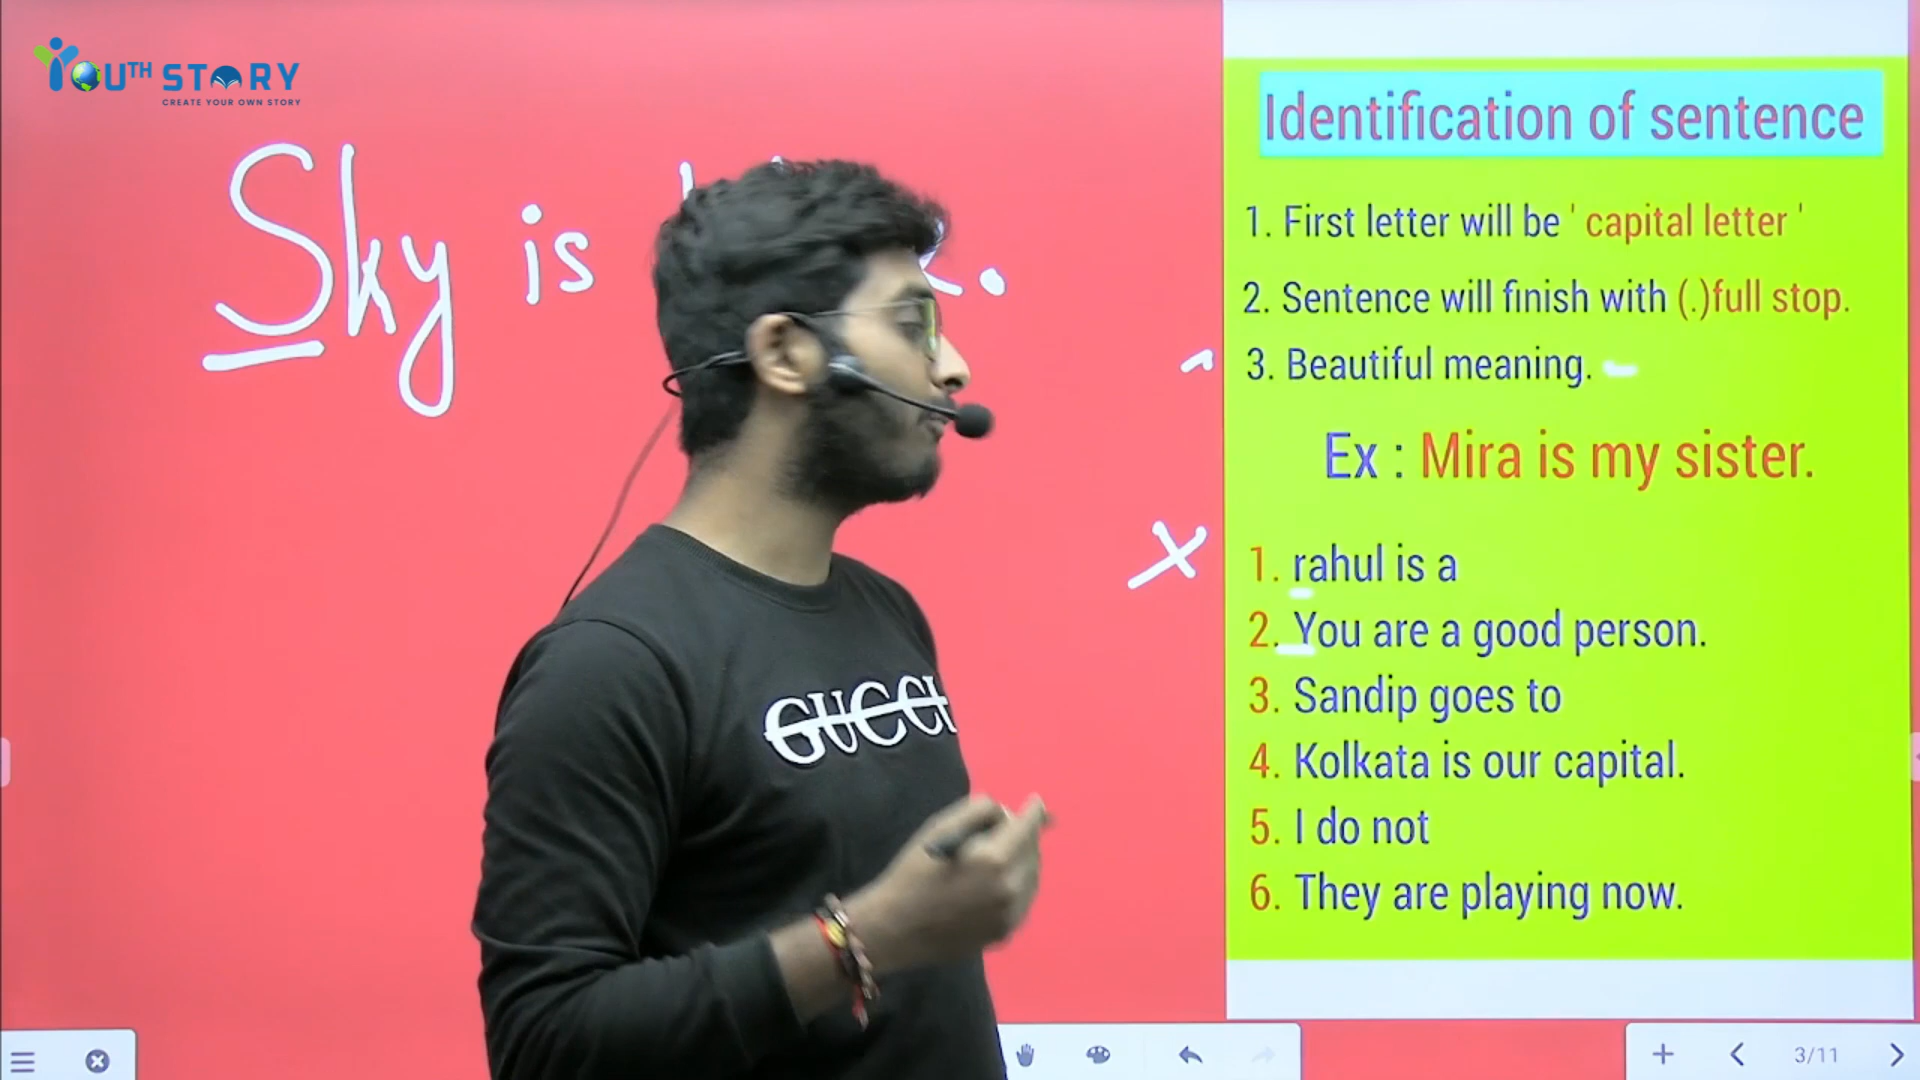 YOUTH STORY
CREATE YOUR OWN STORY
Sky is
Identification of sentence
1. First letter will be ' capital letter '
2. Sentence will finish with (.)full stop.
3. Beautiful meaning.
Ex : Mira is my sister.
1. rahul is a
2. You are a good person.
3. Sandip goes to
4. Kolkata is our capital.
5. I do not
6. They are playing now.
GUCCI
3/11